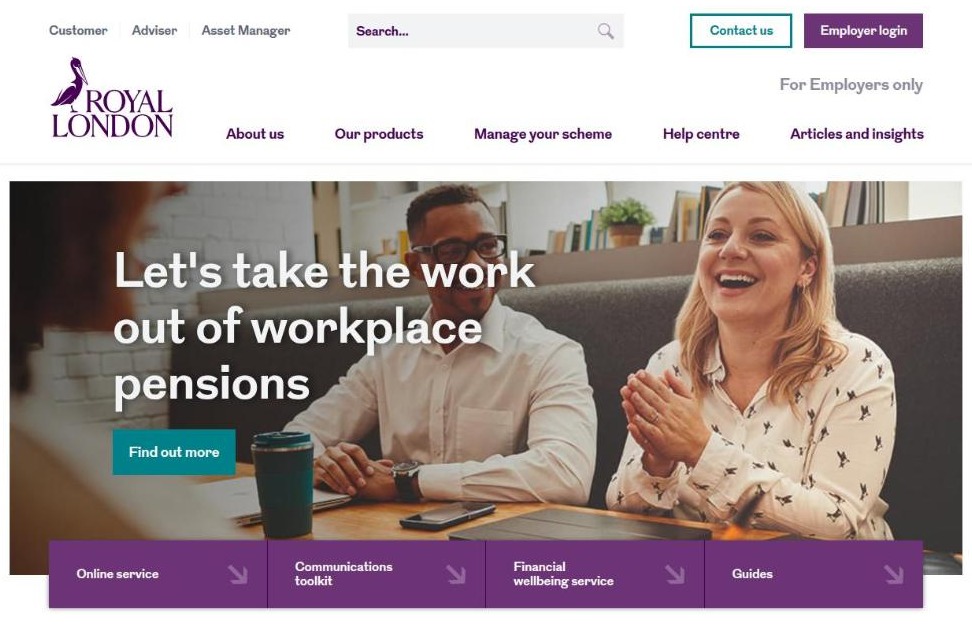 Customer
Adviser
Asset Manager
Search...
Contact us
Employer login
For Employers only
ROYAL
LONDON
About us
Our products
Manage your scheme
Help centre
Articles and insights
Let's take the work
out of workplace
pensions
Find out more
Online service
Communications
toolkit
Financial
wellbeing service
Guides